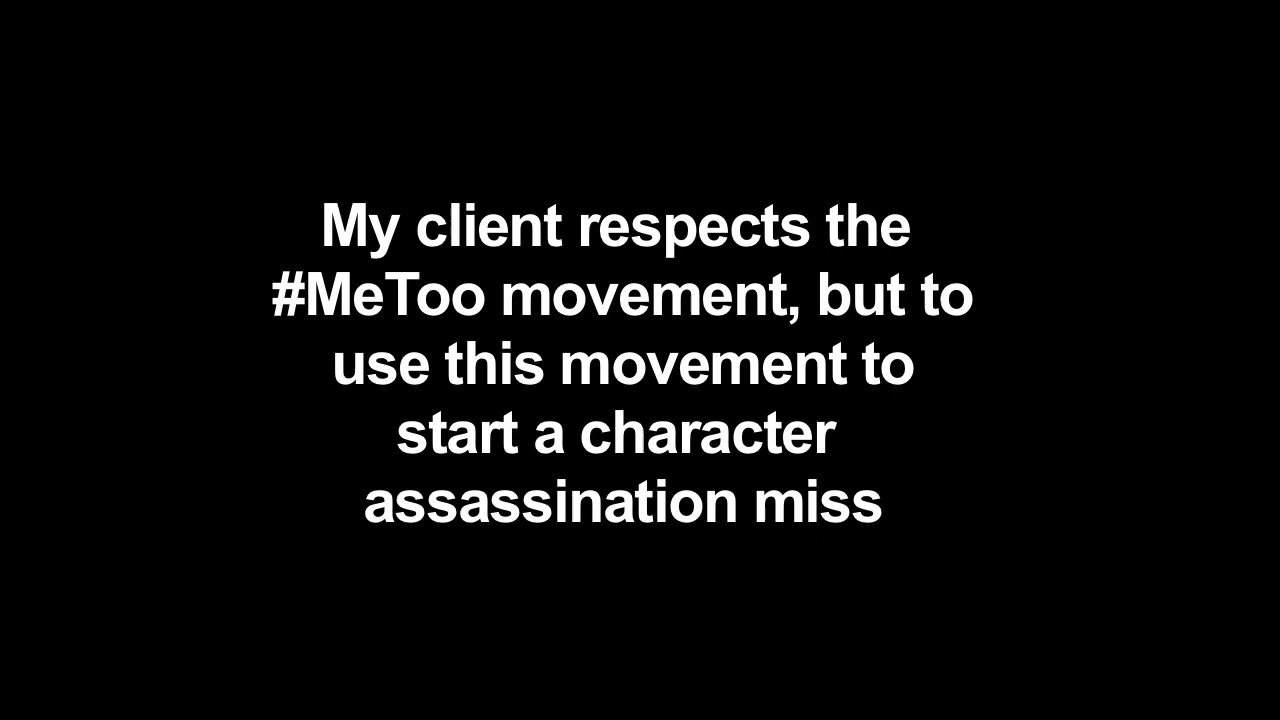 My client respects the
#MeToo movement, but to
use this movement to
start a character
assassination miss